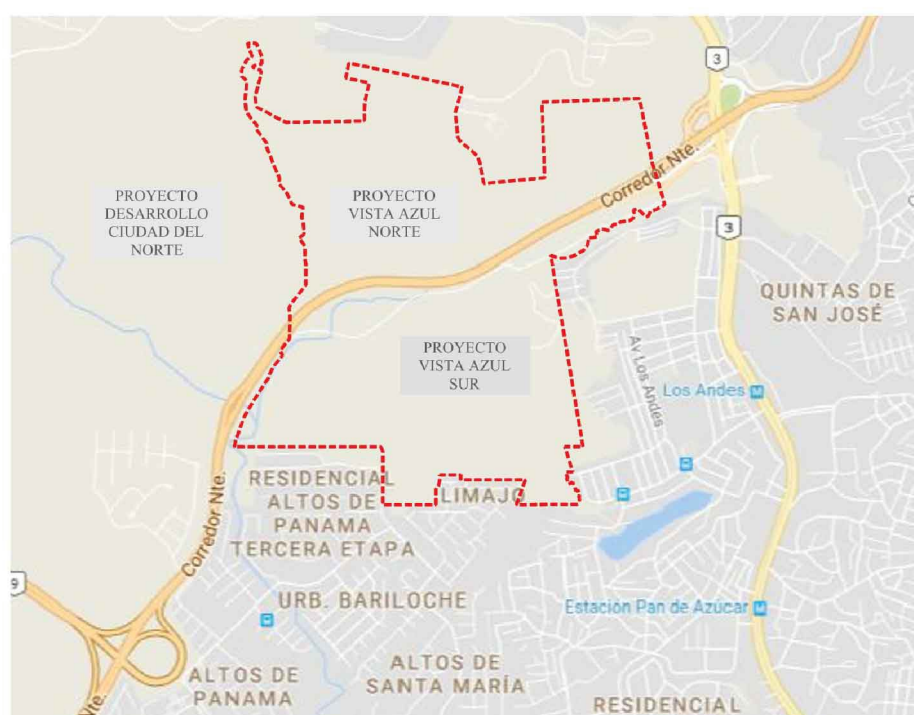 3
Corredor Nte.
PROYECTO
DESARROLLO
CIUDAD DEL
NORTE
PROYECTO
VISTA AZUL
NORTE
3
QUINTAS DE
SAN JOSÉ
PROYECTO
VISTA AZUL
SUR
Av Los Andes
Los Andes
M
RESIDENCIAL
ALTOS DE
PANAMA
TERCERA ETAPA
LIMAJO
Corredor Nte.
9
URB. BARILOCHE
Estación Pan de Azúcar
M
ALTOS DE
PANAMA
ALTOS DE
SANTA MARÍA
RESIDENCIAL
Nte.